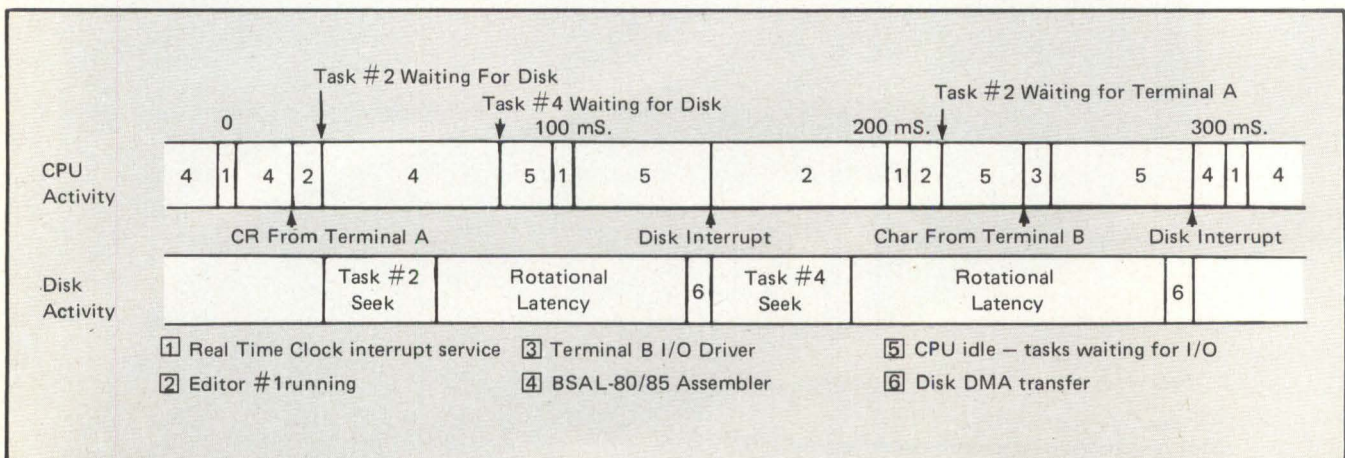 Task #2 Waiting For Disk
Task #4 Waiting for Disk
Task #2 Waiting for Terminal A
0
100 mS.
200 mS.
300 mS.
CPU Activity
4 1 4 2 4 5 1 5 2 1 2 5 3 5 4 1 4
CR From Terminal A
Disk Interrupt
Char From Terminal B
Disk Interrupt
Disk Activity
Task #2 Seek
Rotational Latency
6
Task #4 Seek
Rotational Latency
6
1 Real Time Clock interrupt service
3 Terminal B I/O Driver
5 CPU idle – tasks waiting for I/O
2 Editor #1running
4 BSAL-80/85 Assembler
6 Disk DMA transfer